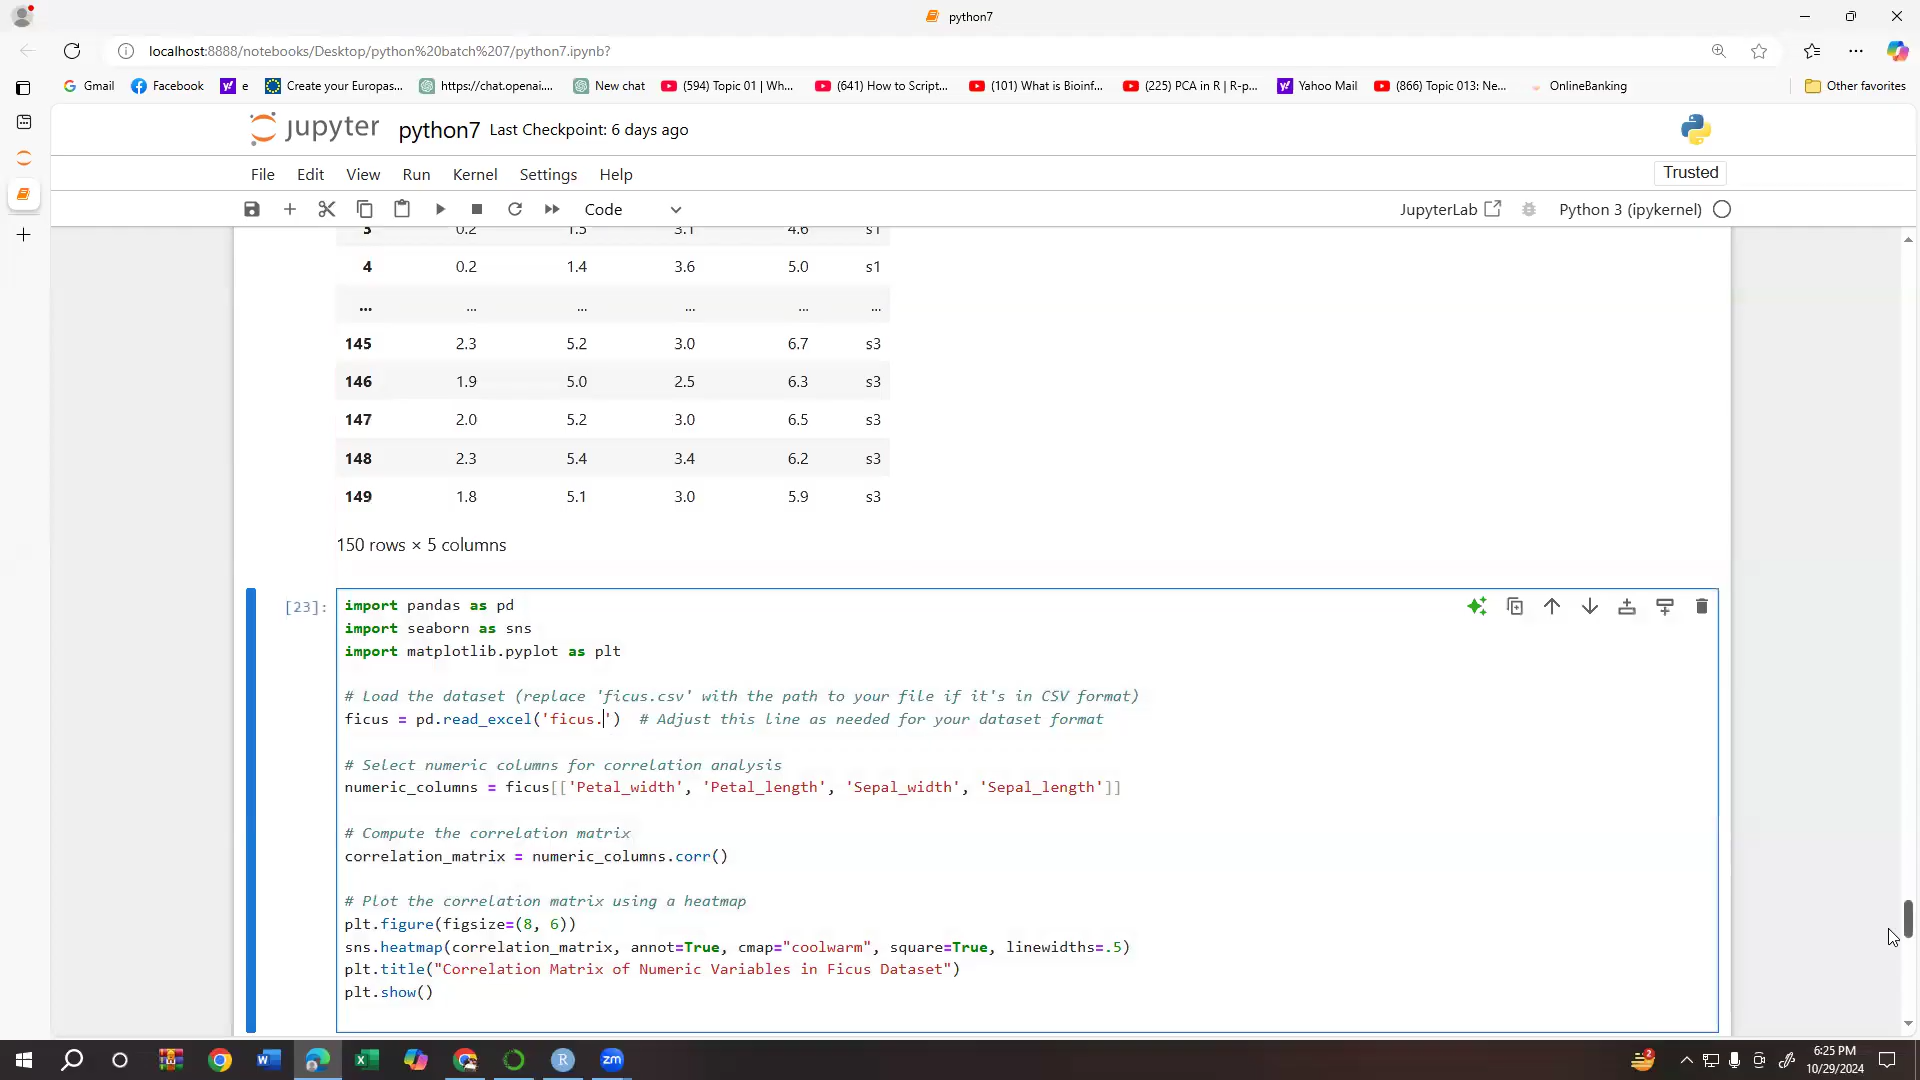 python7
localhost:8888/notebooks/Desktop/python%20batch%207/python7.ipynb?
Gmail Facebook e Create your Europas... https://chat.openai.... New chat (594) Topic 01 | Wh... (641) How to Script... (101) What is Bioinf... (225) PCA in R | R-p... Yahoo Mail (866) Topic 013: Ne... OnlineBanking Other favorites
jupyter python7 Last Checkpoint: 6 days ago
File Edit View Run Kernel Settings Help Trusted
Code JupyterLab Python 3 (ipykernel)
3 0.2 1.5 3.1 4.6 s1
4 0.2 1.4 3.6 5.0 s1
... ... ... ... ... ...
145 2.3 5.2 3.0 6.7 s3
146 1.9 5.0 2.5 6.3 s3
147 2.0 5.2 3.0 6.5 s3
148 2.3 5.4 3.4 6.2 s3
149 1.8 5.1 3.0 5.9 s3
150 rows × 5 columns
[23]: import pandas as pd
import seaborn as sns
import matplotlib.pyplot as plt
# Load the dataset (replace 'ficus.csv' with the path to your file if it's in CSV format)
ficus = pd.read_excel('ficus.') # Adjust this line as needed for your dataset format
# Select numeric columns for correlation analysis
numeric_columns = ficus[['Petal_width', 'Petal_length', 'Sepal_width', 'Sepal_length']]
# Compute the correlation matrix
correlation_matrix = numeric_columns.corr()
# Plot the correlation matrix using a heatmap
plt.figure(figsize=(8, 6))
sns.heatmap(correlation_matrix, annot=True, cmap="coolwarm", square=True, linewidths=.5)
plt.title("Correlation Matrix of Numeric Variables in Ficus Dataset")
plt.show()
6:25 PM
10/29/2024